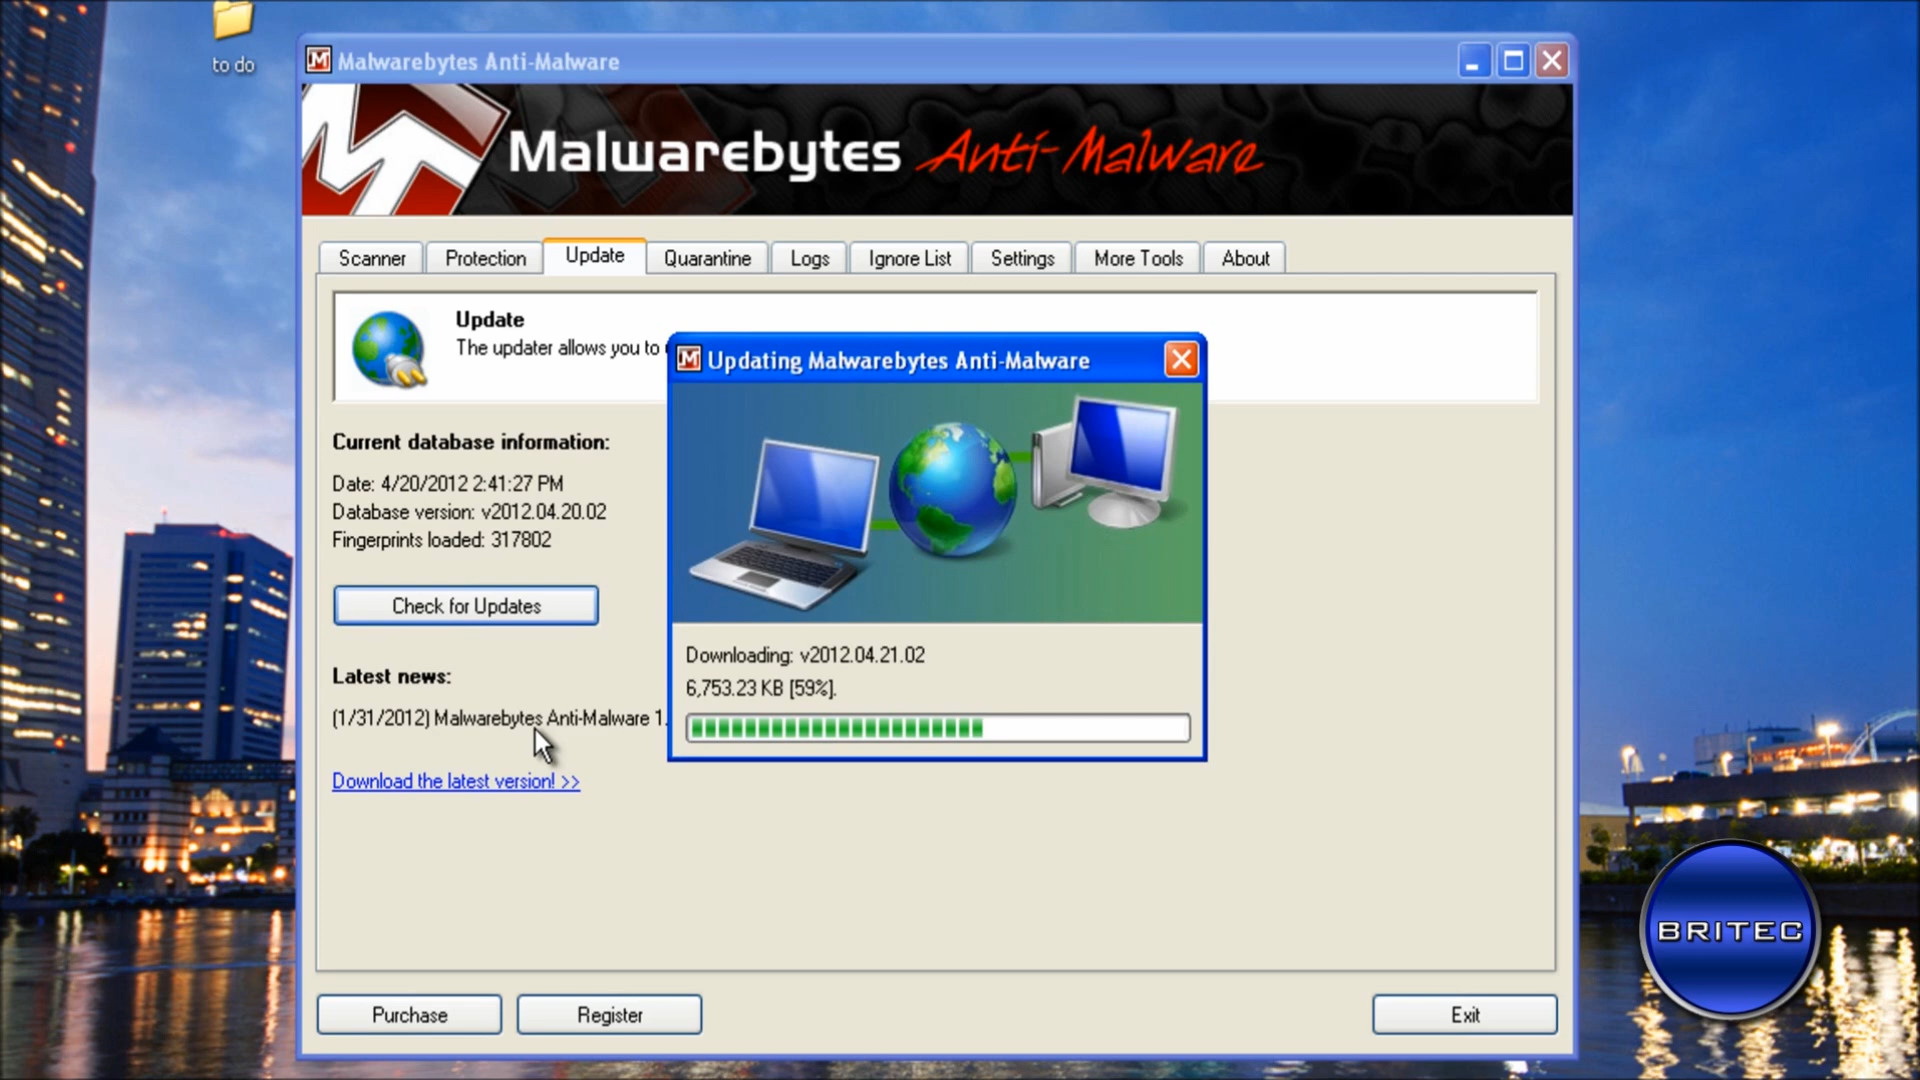 to do
Malwarebytes Anti-Malware
Malwarebytes Anti-Malware
Scanner
Protection
Update
Quarantine
Logs
Ignore List
Settings
More Tools
About
Update
The updater allows you to
Updating Malwarebytes Anti-Malware
Current database information:
Date: 4/20/2012 2:41:27 PM
Database version: v2012.04.20.02
Fingerprints loaded: 317802
Check for Updates
Downloading: v2012.04.21.02
6,753.23 KB [59%].
Latest news:
(1/31/2012) Malwarebytes Anti-Malware 1.
Download the latest version! >>
BRITEC
Purchase
Register
Exit